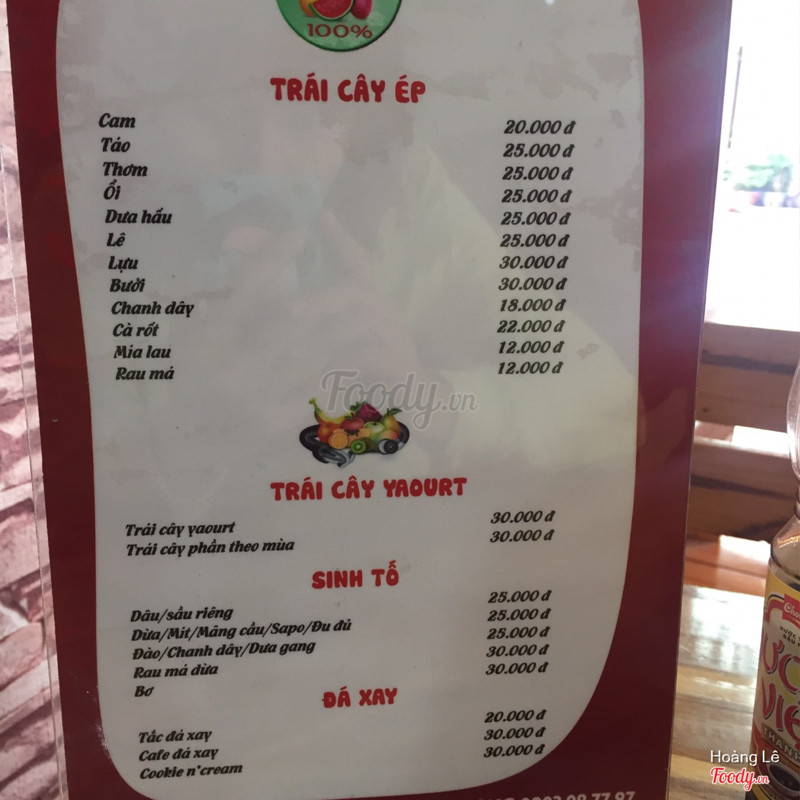 100%
TRÁI CÂY ÉP
Cam 20.000 đ
Táo 25.000 đ
Thơm 25.000 đ
Ổi 25.000 đ
Dưa hấu 25.000 đ
Lê 25.000 đ
Lựu 30.000 đ
Bưởi 30.000 đ
Chanh dây 18.000 đ
Cà rốt 22.000 đ
Mía lau 12.000 đ
Rau má 12.000 đ
Foody.vn
TRÁI CÂY YAOURT
Trái cây yaourt 30.000 đ
Trái cây phần theo mùa 30.000 đ
SINH TỐ
Dâu/sầu riêng 25.000 đ
Dừa/Mít/Mãng cầu/Sapo/Đu đủ 25.000 đ
Đào/Chanh dây/Dưa gang 25.000 đ
Rau má dừa 30.000 đ
Bơ 30.000 đ
ĐÁ XAY
Tắc đá xay 20.000 đ
Cafe đá xay 30.000 đ
Cookie n'cream 30.000 đ
Hoàng Lê
Foody.vn